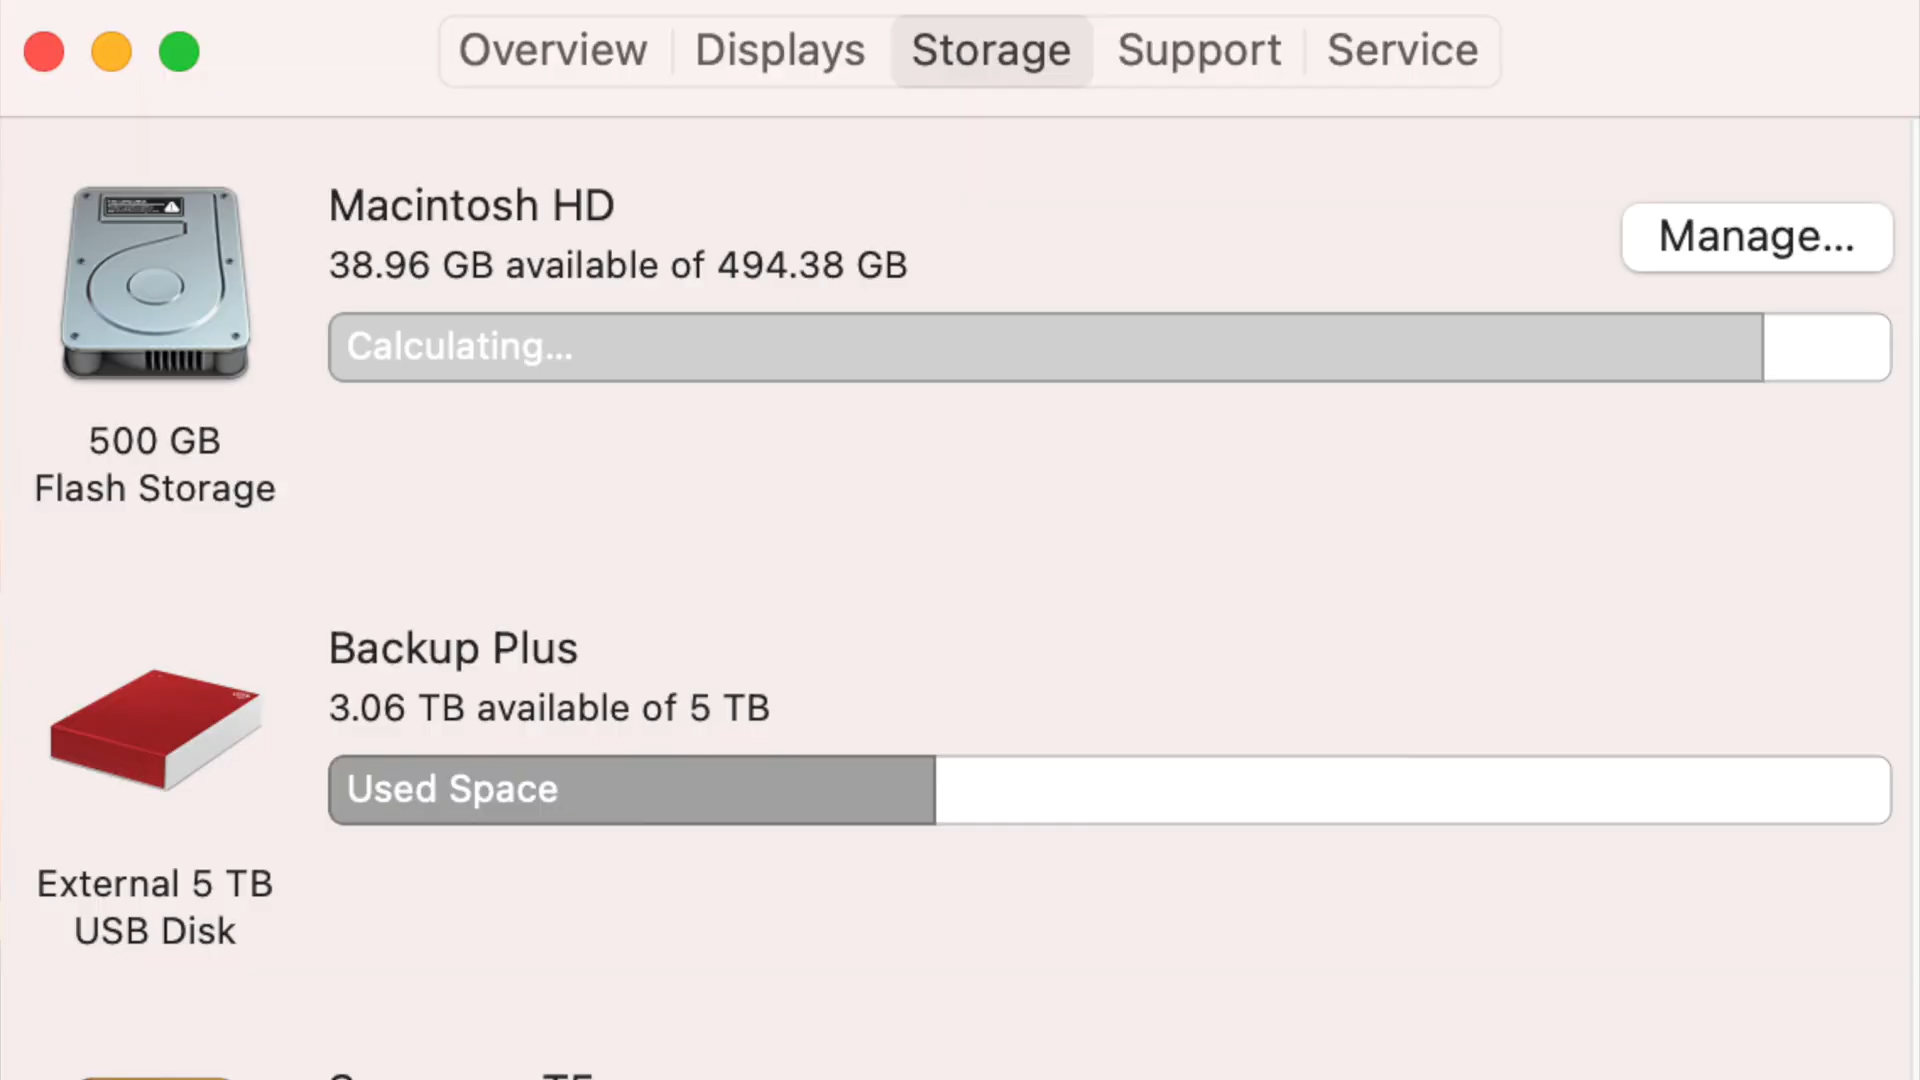 Overview Displays Storage Support Service
Macintosh HD
38.96 GB available of 494.38 GB
Manage...
Calculating...
500 GB
Flash Storage
Backup Plus
3.06 TB available of 5 TB
Used Space
External 5 TB
USB Disk